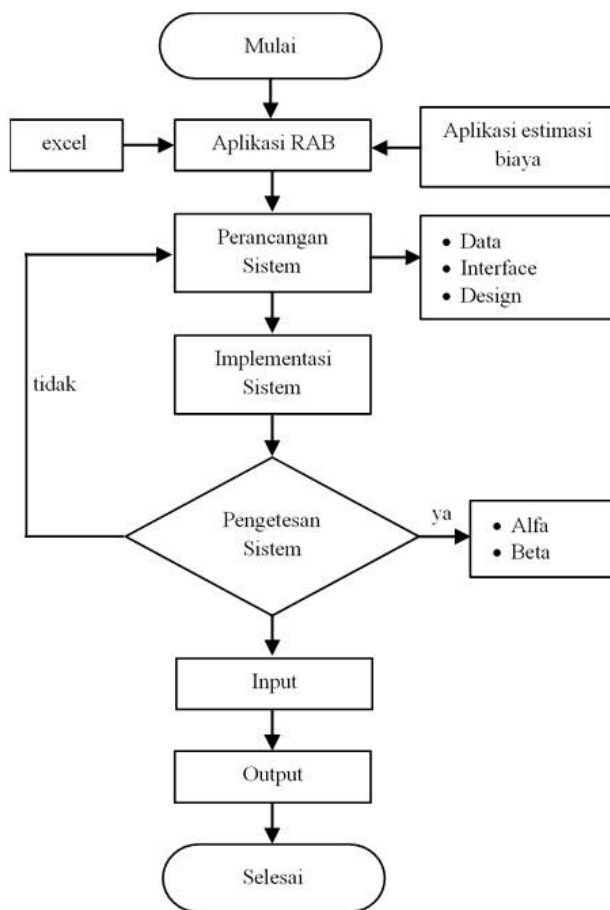 Mulai
excel
Aplikasi RAB
Aplikasi estimasi
biaya
Perancangan
Sistem
• Data
• Interface
• Design
Implementasi
Sistem
tidak
Pengetesan
Sistem
ya
• Alfa
• Beta
Input
Output
Selesai